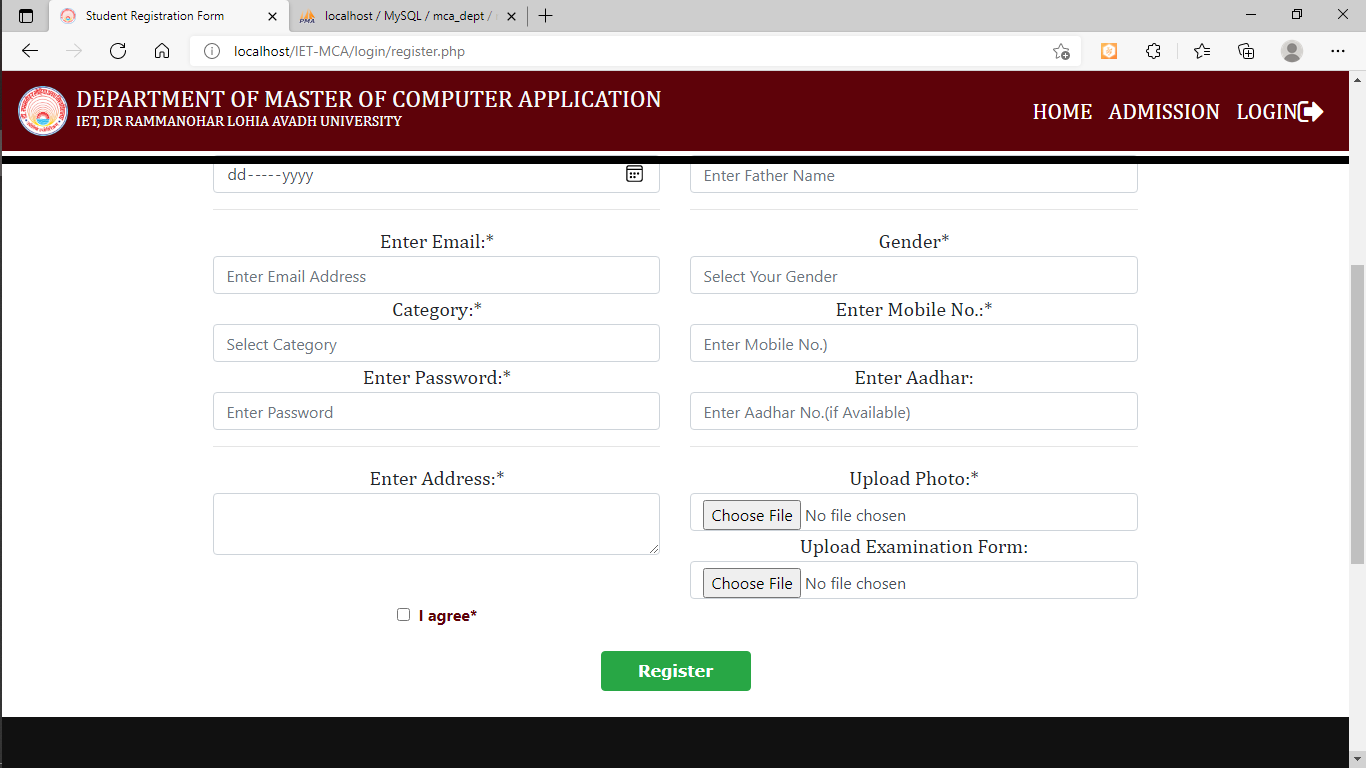 Student Registration Form
localhost / MySQL / mca_dept /
localhost/IET-MCA/login/register.php
DEPARTMENT OF MASTER OF COMPUTER APPLICATION
IET, DR RAMMANOHAR LOHIA AVADH UNIVERSITY
HOME ADMISSION LOGIN
dd-----yyyy
Enter Father Name
Enter Email:*
Gender*
Enter Email Address
Select Your Gender
Category:*
Enter Mobile No.:*
Select Category
Enter Mobile No.)
Enter Password:*
Enter Aadhar:
Enter Password
Enter Aadhar No.(if Available)
Enter Address:*
Upload Photo:*
Choose File No file chosen
Upload Examination Form:
Choose File No file chosen
I agree*
Register